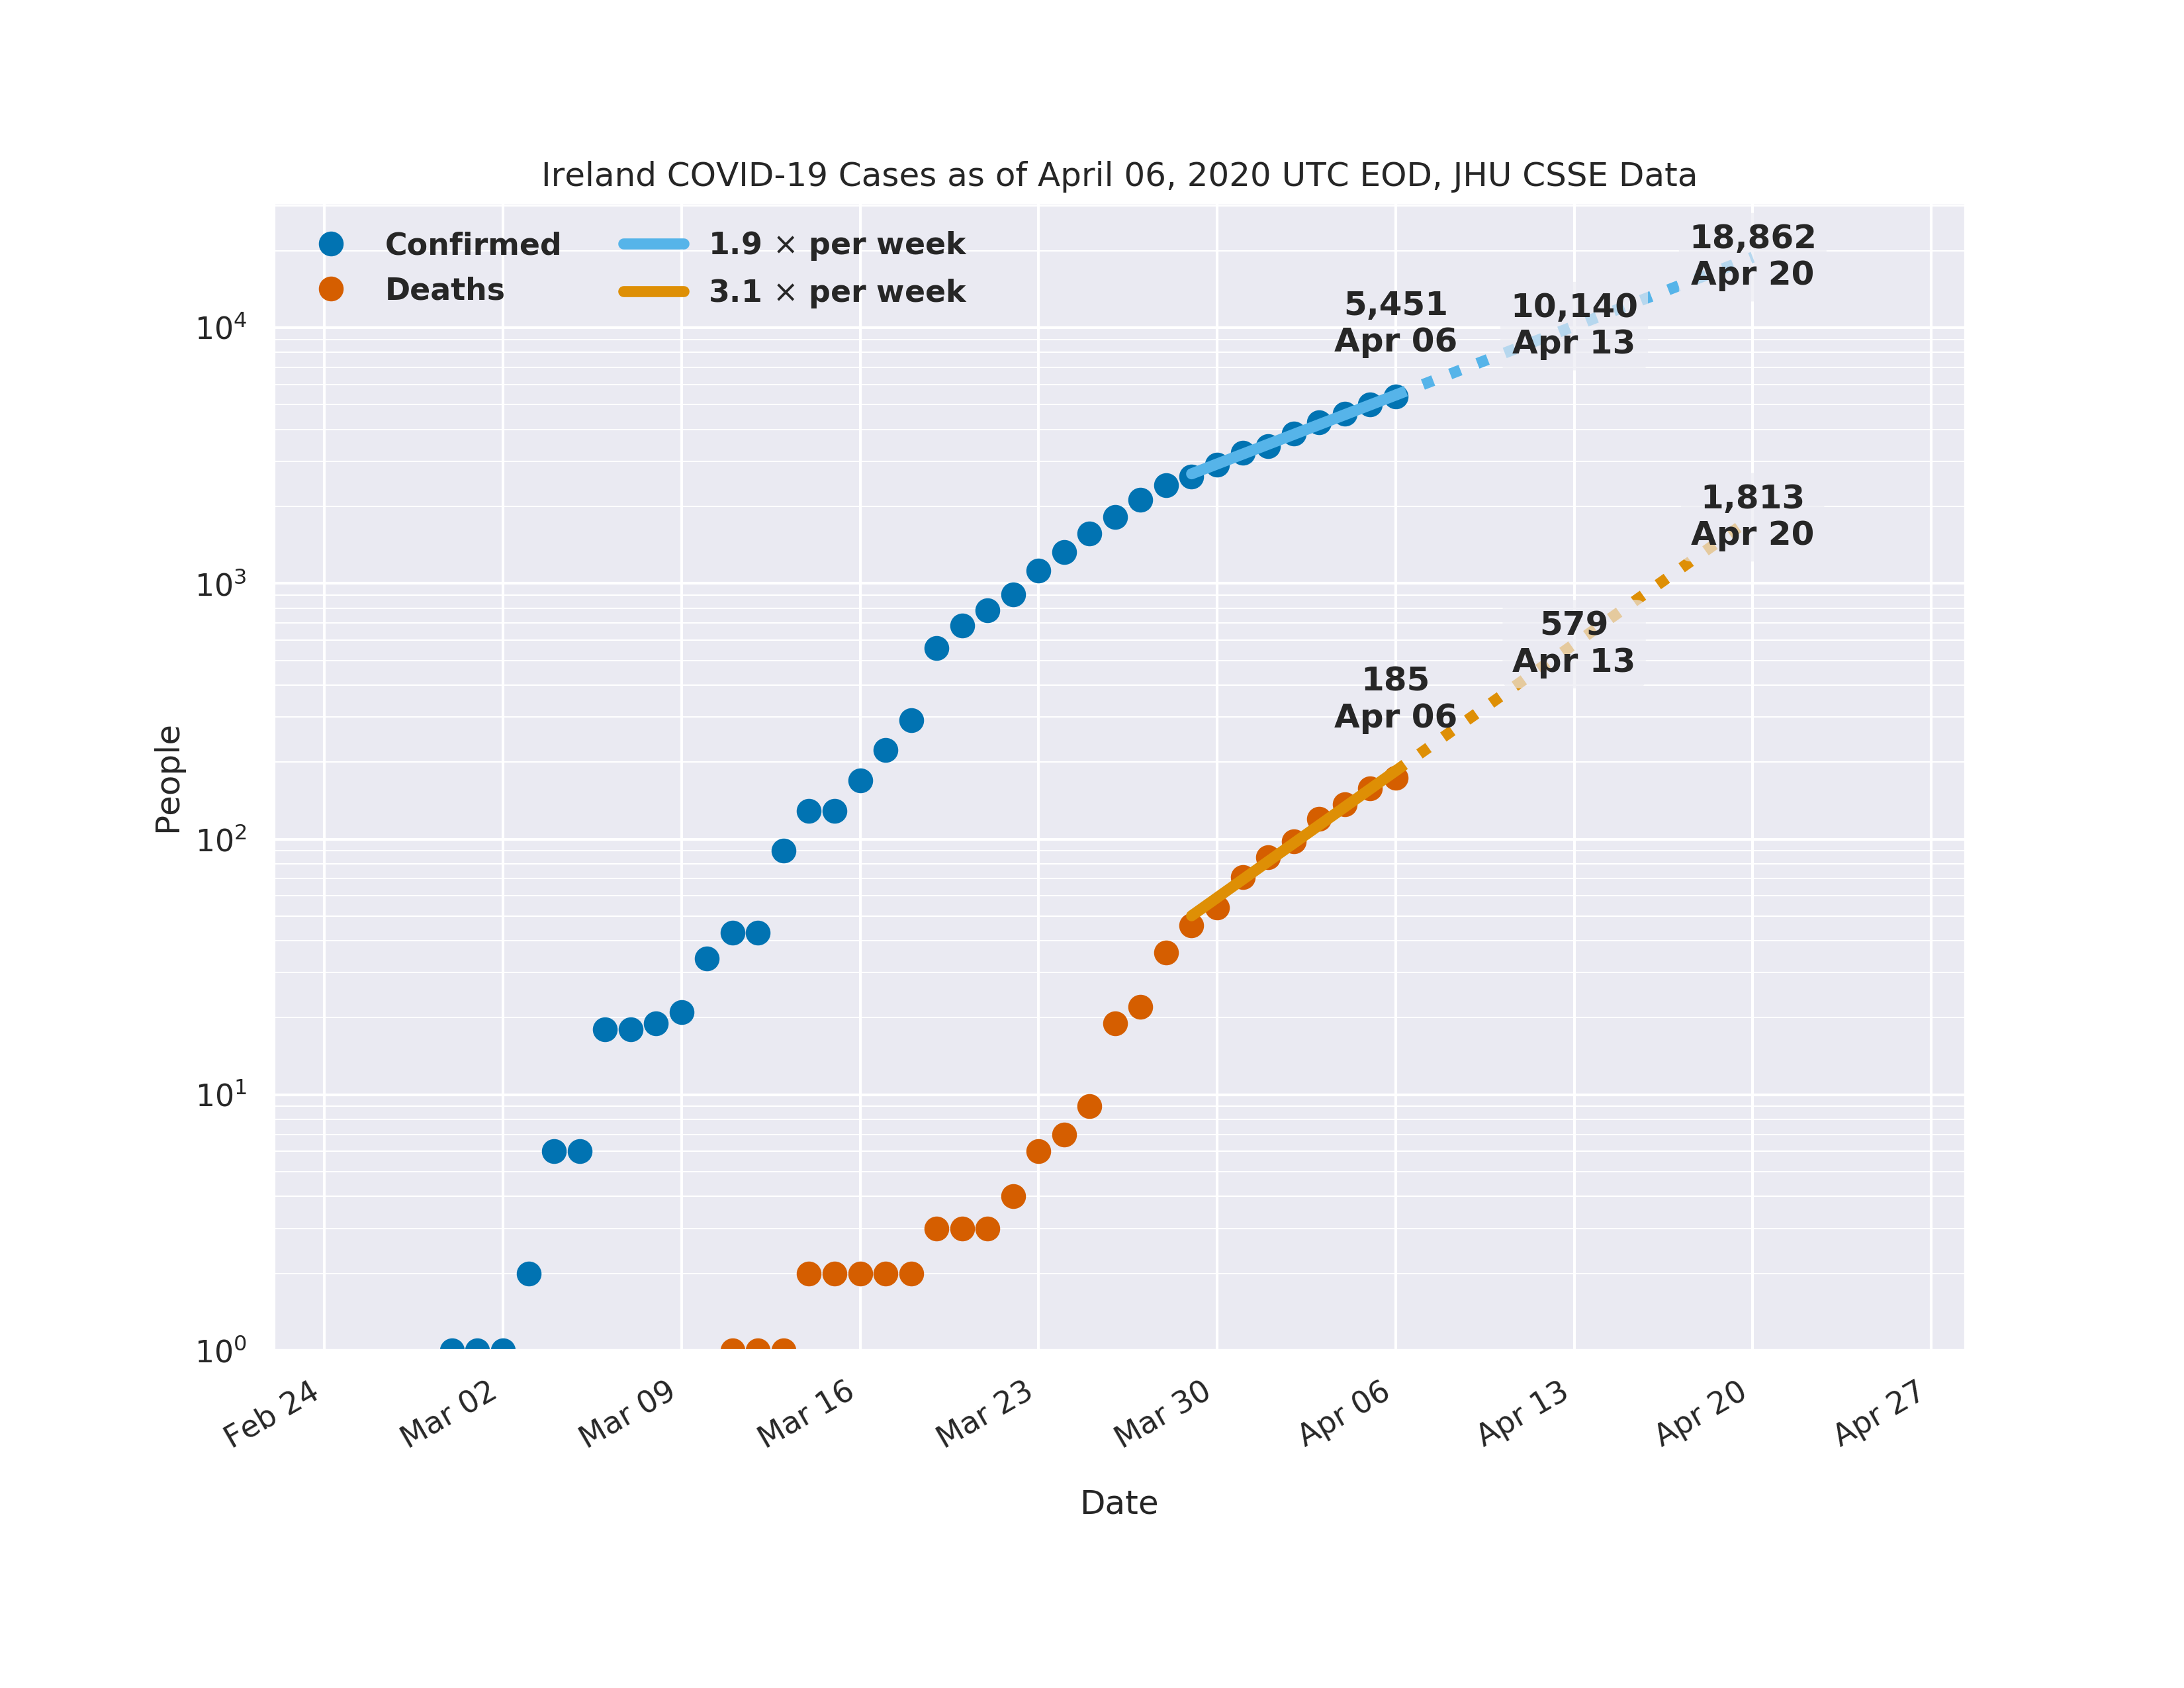 Ireland COVID-19 Cases as of April 06, 2020 UTC EOD, JHU CSSE Data
Confirmed
Deaths
1.9 × per week
3.1 × per week
18,862
Apr 20
5,451
Apr 06
10,140
Apr 13
1,813
Apr 20
579
Apr 13
185
Apr 06
People
10⁴
10³
10²
10¹
10⁰
Feb 24
Mar 02
Mar 09
Mar 16
Mar 23
Mar 30
Apr 06
Apr 13
Apr 20
Apr 27
Date